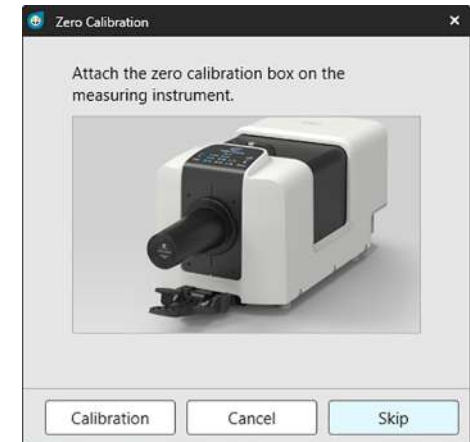 Zero Calibration
Attach the zero calibration box on the
measuring instrument.
Calibration
Cancel
Skip